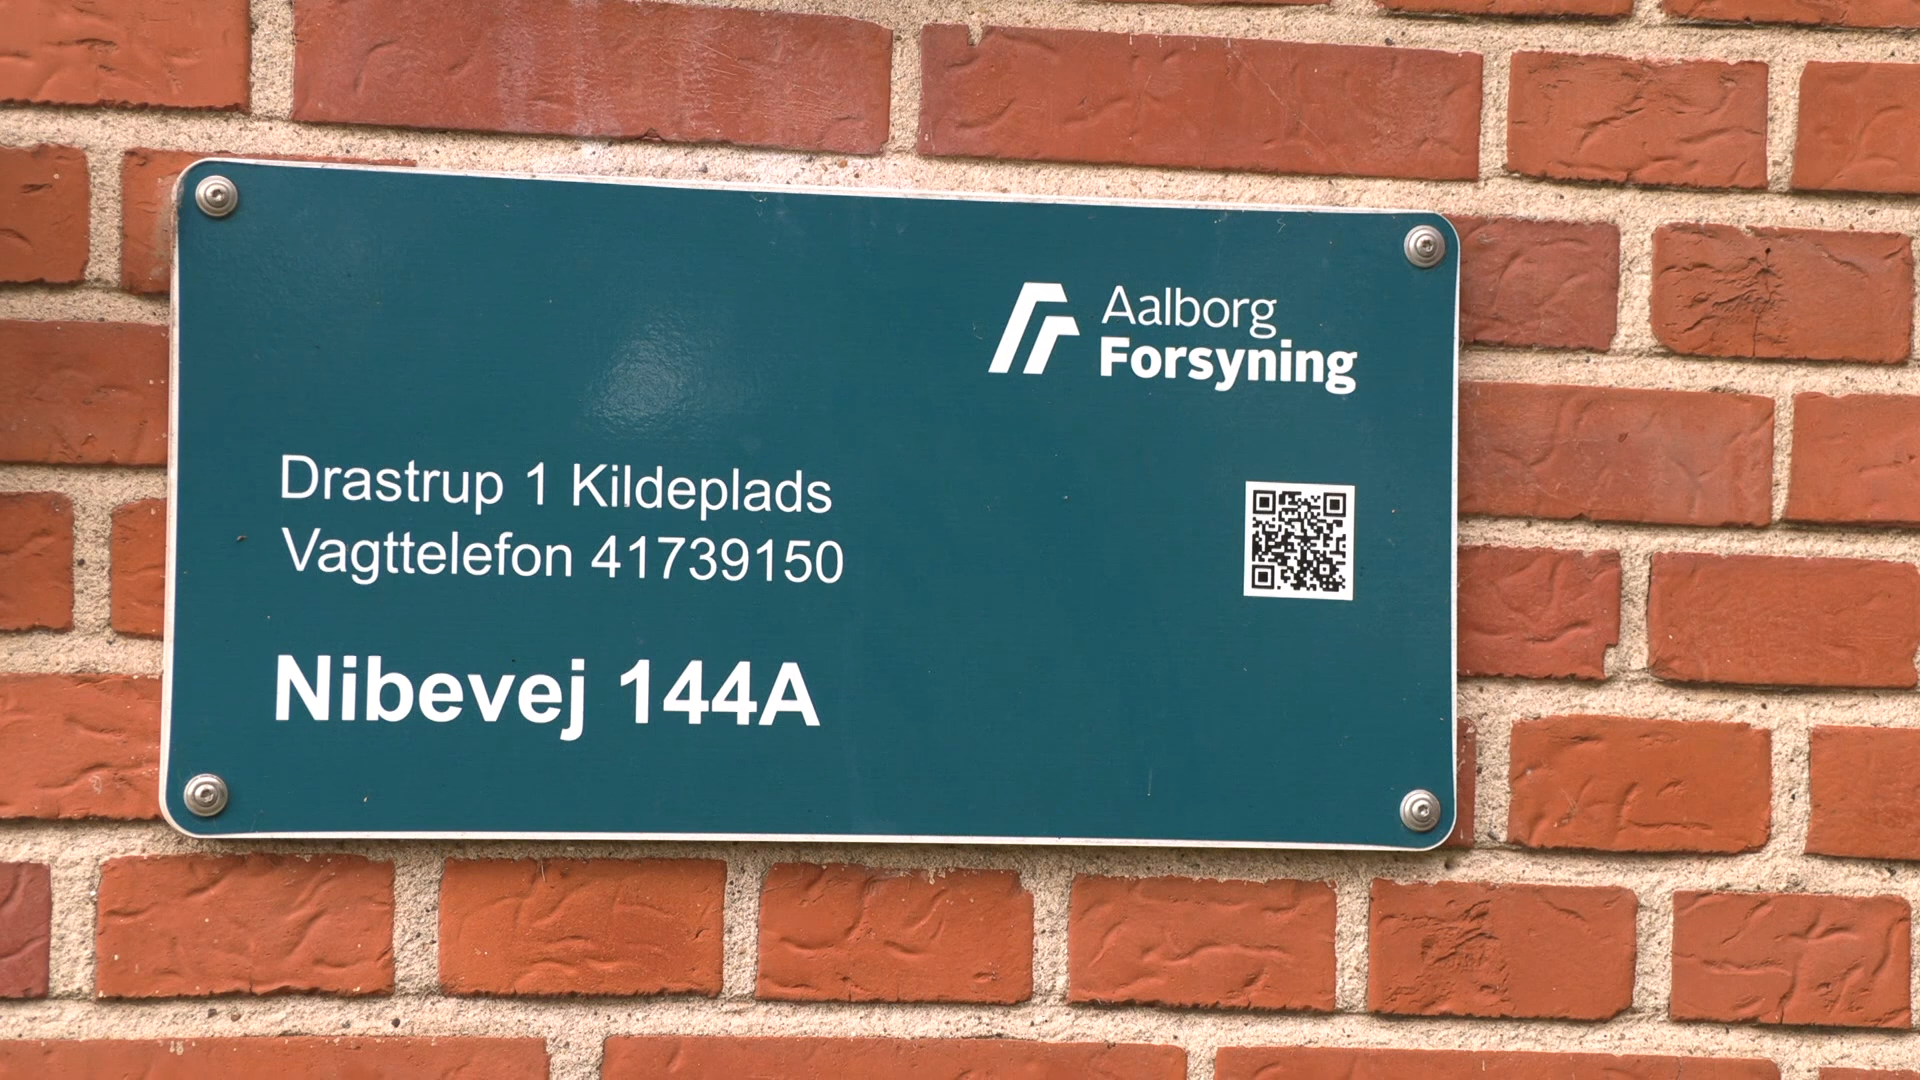 Aalborg
Forsyning
Drastrup 1 Kildeplads
Vagttelefon 41739150
Nibevej 144A